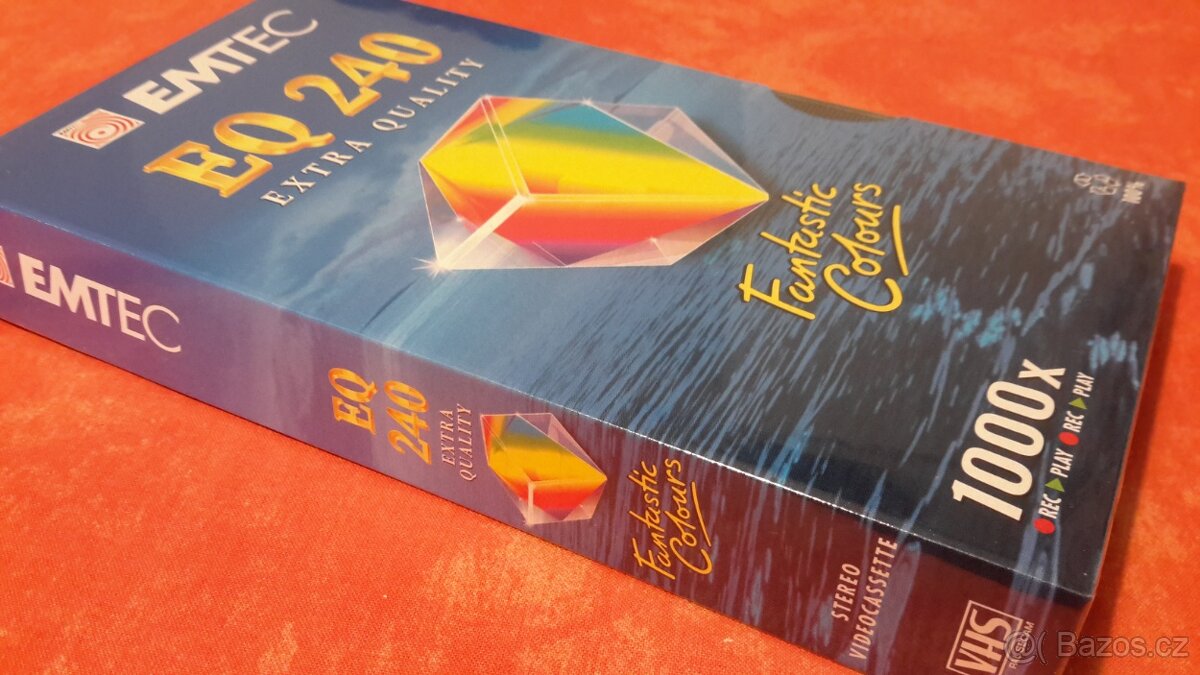 EMTEC
EQ 240
EXTRA QUALITY
Fantastic
Colours
100%
1000x
REC PLAY REC PLAY
EMTEC
EQ
240
EXTRA
QUALITY
Fantastic
Colours
STEREO
VIDEOCASSETTE
VHS
Bazos.cz